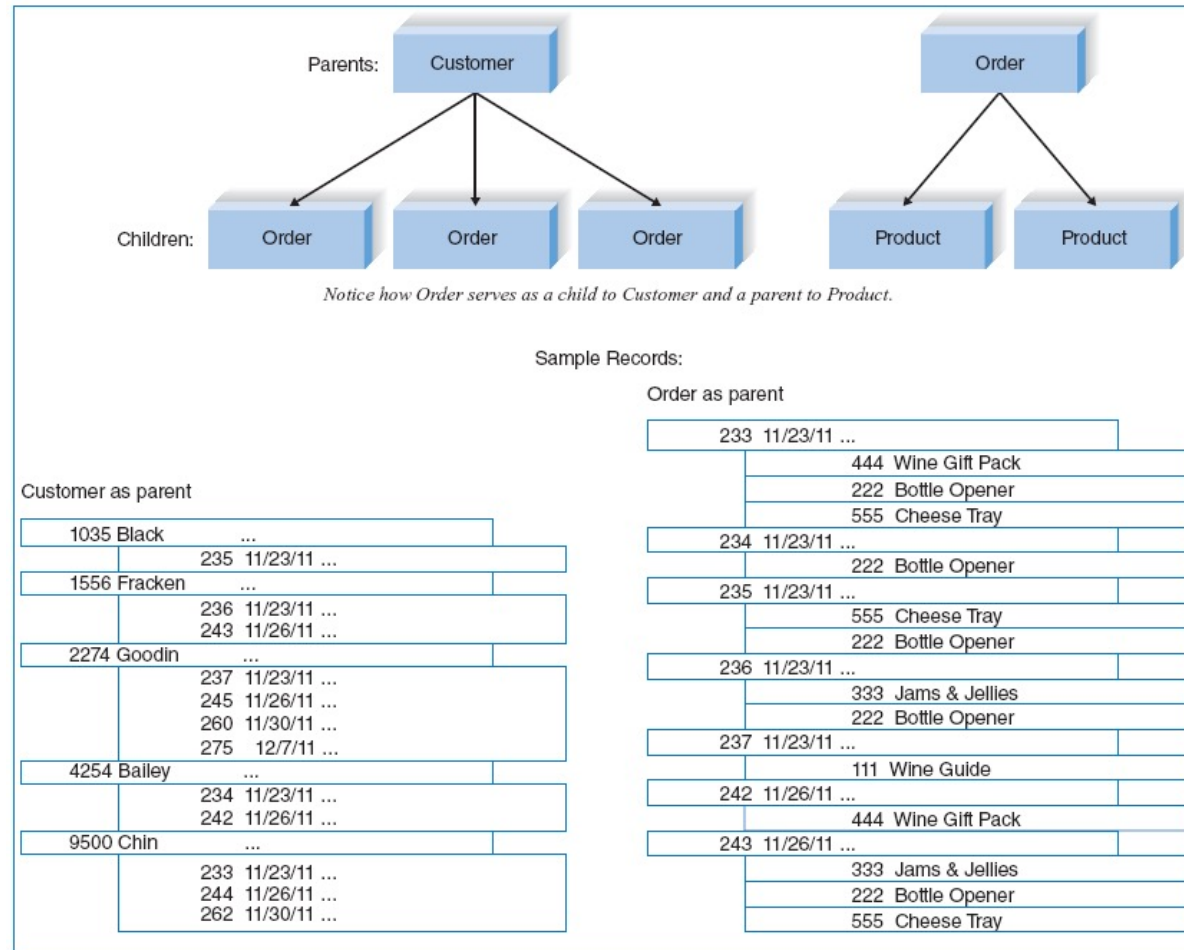 Parents: Customer Order
Children: Order Order Order Product Product
Notice how Order serves as a child to Customer and a parent to Product.
Sample Records:
Customer as parent
1035 Black ...
235 11/23/11 ...
1556 Fracken ...
236 11/23/11 ...
243 11/26/11 ...
2274 Goodin ...
237 11/23/11 ...
245 11/26/11 ...
260 11/30/11 ...
275 12/7/11 ...
4254 Bailey ...
234 11/23/11 ...
242 11/26/11 ...
9500 Chin ...
233 11/23/11 ...
244 11/26/11 ...
262 11/30/11 ...
Order as parent
233 11/23/11 ...
444 Wine Gift Pack
222 Bottle Opener
555 Cheese Tray
234 11/23/11 ...
222 Bottle Opener
235 11/23/11 ...
555 Cheese Tray
222 Bottle Opener
236 11/23/11 ...
333 Jams & Jellies
222 Bottle Opener
237 11/23/11 ...
111 Wine Guide
242 11/26/11 ...
444 Wine Gift Pack
243 11/26/11 ...
333 Jams & Jellies
222 Bottle Opener
555 Cheese Tray